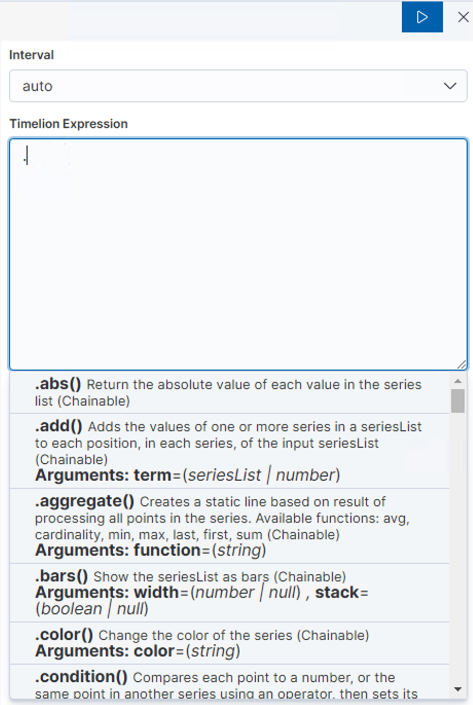 Interval
auto
Timelion Expression
.
.abs() Return the absolute value of each value in the series
list (Chainable)
.add() Adds the values of one or more series in a seriesList
to each position, in each series, of the input seriesList
(Chainable)
Arguments: term=(seriesList | number)
.aggregate() Creates a static line based on result of
processing all points in the series. Available functions: avg,
cardinality, min, max, last, first, sum (Chainable)
Arguments: function=(string)
.bars() Show the seriesList as bars (Chainable)
Arguments: width=(number | null) , stack=
(boolean | null)
.color() Change the color of the series (Chainable)
Arguments: color=(string)
.condition() Compares each point to a number, or the
same point in another series using an operator, then sets its